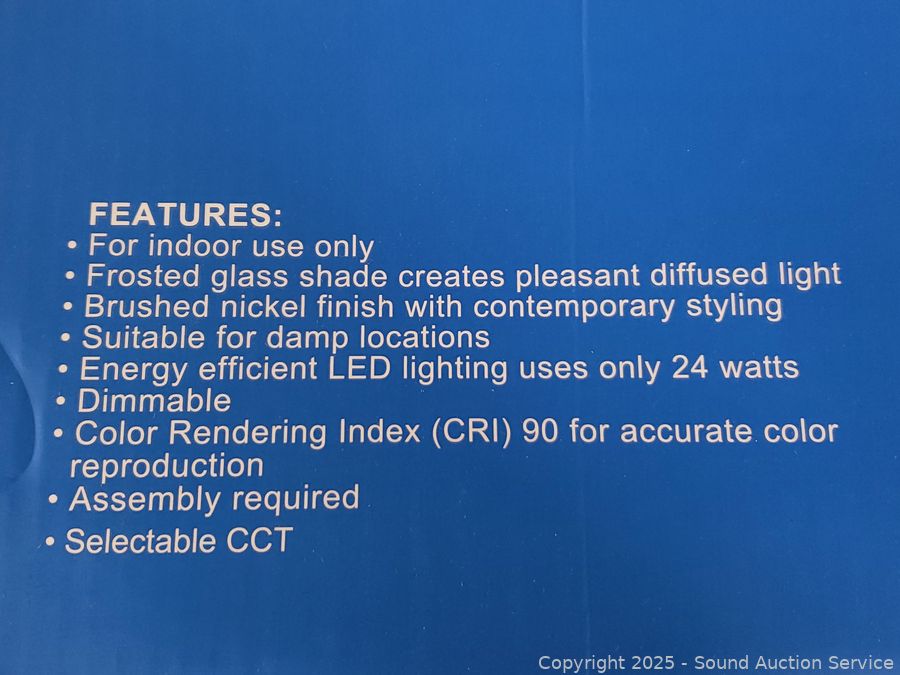 FEATURES:
• For indoor use only
• Frosted glass shade creates pleasant diffused light
• Brushed nickel finish with contemporary styling
• Suitable for damp locations
• Energy efficient LED lighting uses only 24 watts
• Dimmable
• Color Rendering Index (CRI) 90 for accurate color
reproduction
• Assembly required
• Selectable CCT
Copyright 2025 - Sound Auction Service